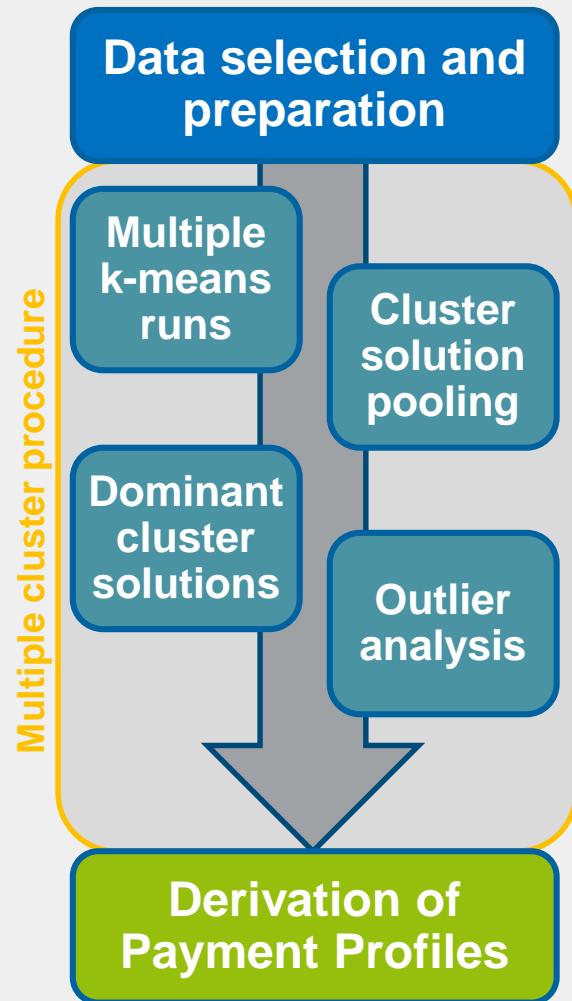 Data selection and
preparation
Multiple cluster procedure
Multiple
k-means
runs
Cluster
solution
pooling
Dominant
cluster
solutions
Outlier
analysis
Derivation of
Payment Profiles